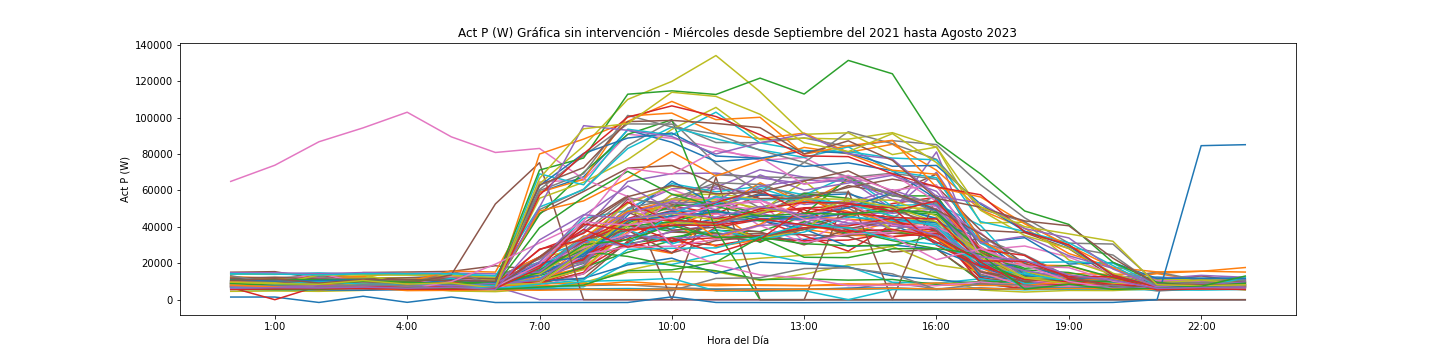 Act P (W) Gráfica sin intervención - Miércoles desde Septiembre del 2021 hasta Agosto 2023
140000
120000
100000
80000
60000
40000
20000
0
Act P (W)
1:00 4:00 7:00 10:00 13:00 16:00 19:00 22:00
Hora del Día